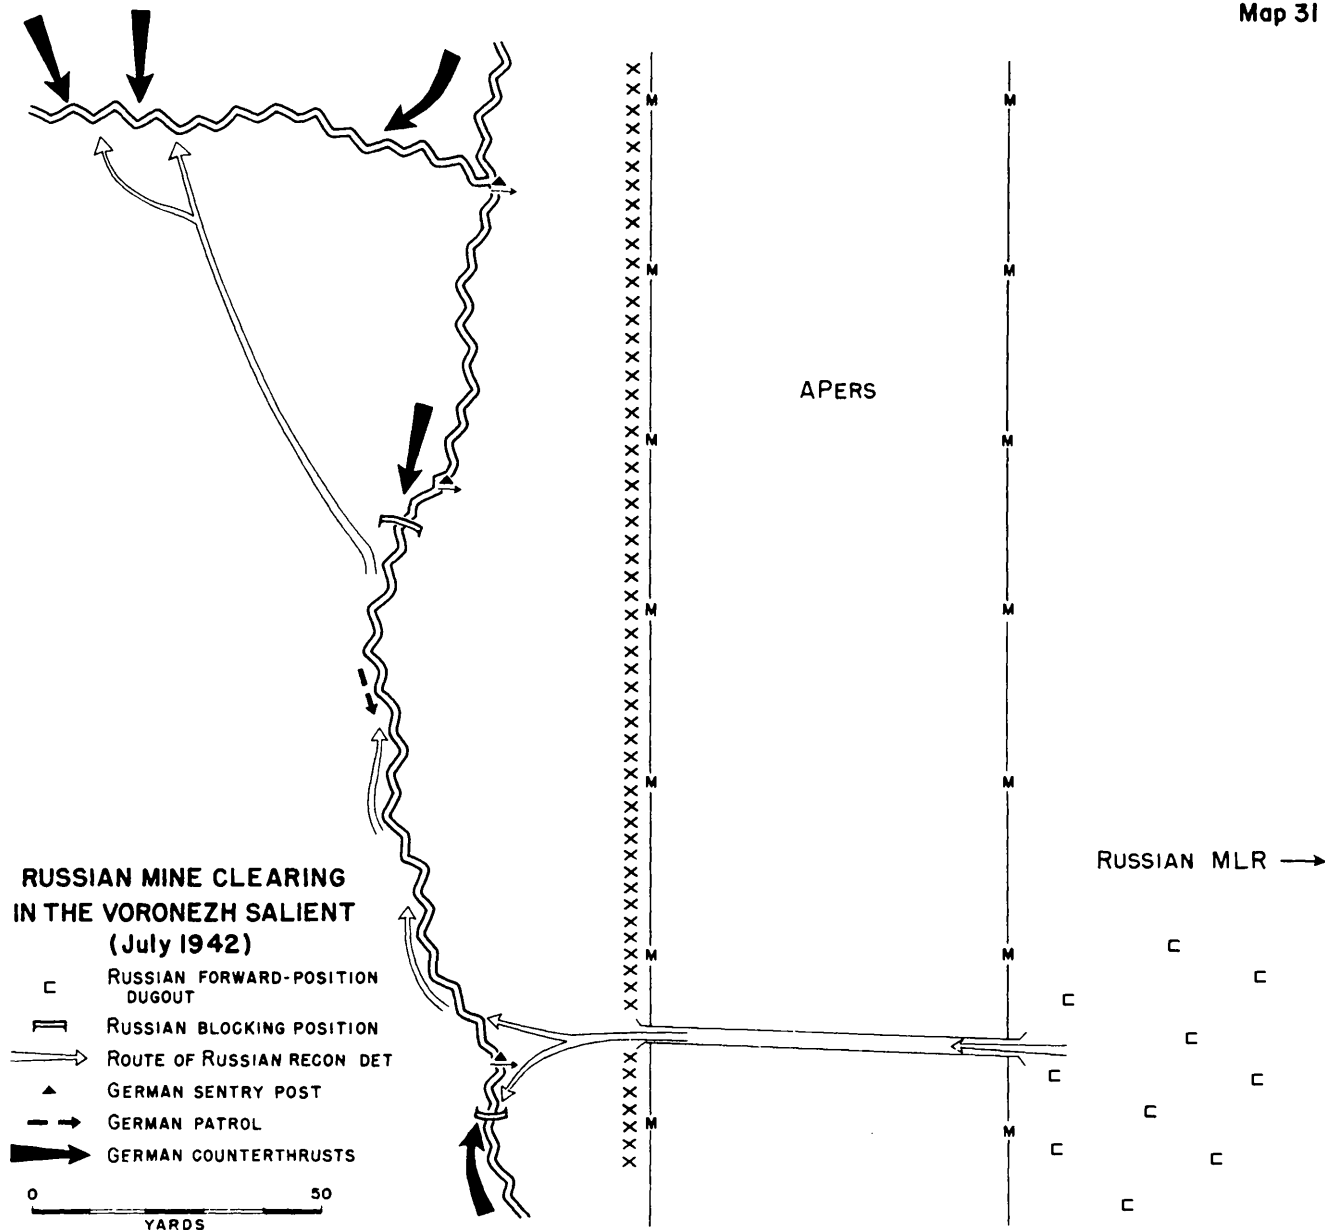 Map 31
M M
M M
APERS
M M
M M
M M
RUSSIAN MLR
RUSSIAN MINE CLEARING
IN THE VORONEZH SALIENT
(July 1942)
M M
RUSSIAN FORWARD-POSITION
DUGOUT
RUSSIAN BLOCKING POSITION
ROUTE OF RUSSIAN RECON DET
GERMAN SENTRY POST
GERMAN PATROL
M M
GERMAN COUNTERTHRUSTS
0 50
YARDS